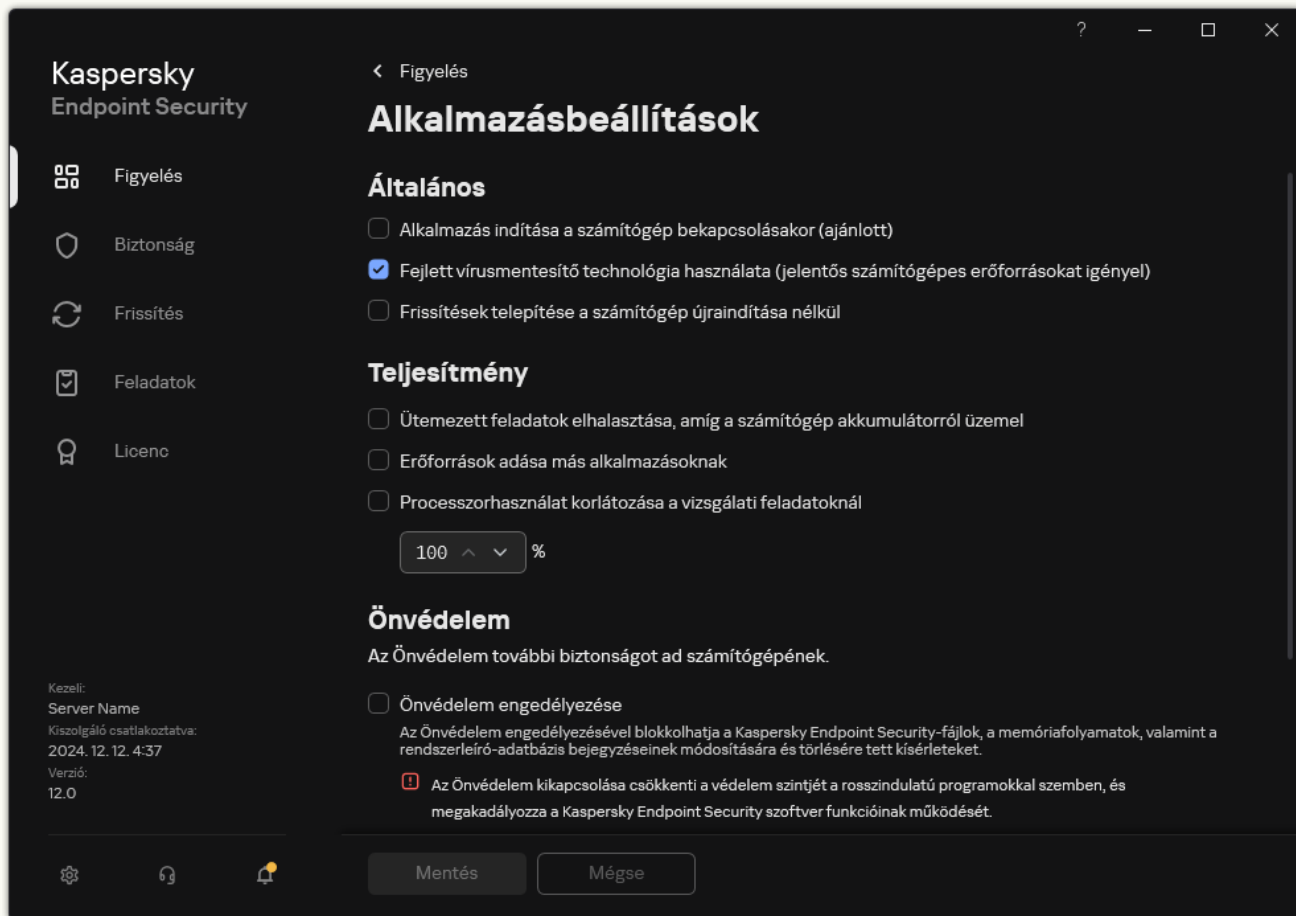 ?
Kaspersky
Endpoint Security
Figyelés
Biztonság
Frissítés
Feladatok
Licenc
Kezeli:
Server Name
Kiszolgáló csatlakoztatva:
2024. 12. 12. 4:37
Verzió:
12.0
Figyelés
Alkalmazásbeállítások
Általános
Alkalmazás indítása a számítógép bekapcsolásakor (ajánlott)
Fejlett vírusmentesítő technológia használata (jelentős számítógépes erőforrásokat igényel)
Frissítések telepítése a számítógép újraindítása nélkül
Teljesítmény
Ütemezett feladatok elhalasztása, amíg a számítógép akkumulátorról üzemel
Erőforrások adása más alkalmazásoknak
Processzorhasználat korlátozása a vizsgálati feladatoknál
100 %
Önvédelem
Az Önvédelem további biztonságot ad számítógépének.
Önvédelem engedélyezése
Az Önvédelem engedélyezésével blokkolhatja a Kaspersky Endpoint Security-fájlok, a memóriafolyamatok, valamint a
rendszerleíró-adatbázis bejegyzéseinek módosítására és törlésére tett kísérleteket.
Az Önvédelem kikapcsolása csökkenti a védelem szintjét a rosszindulatú programokkal szemben, és
megakadályozza a Kaspersky Endpoint Security szoftver funkcióinak működését.
Mentés
Mégse